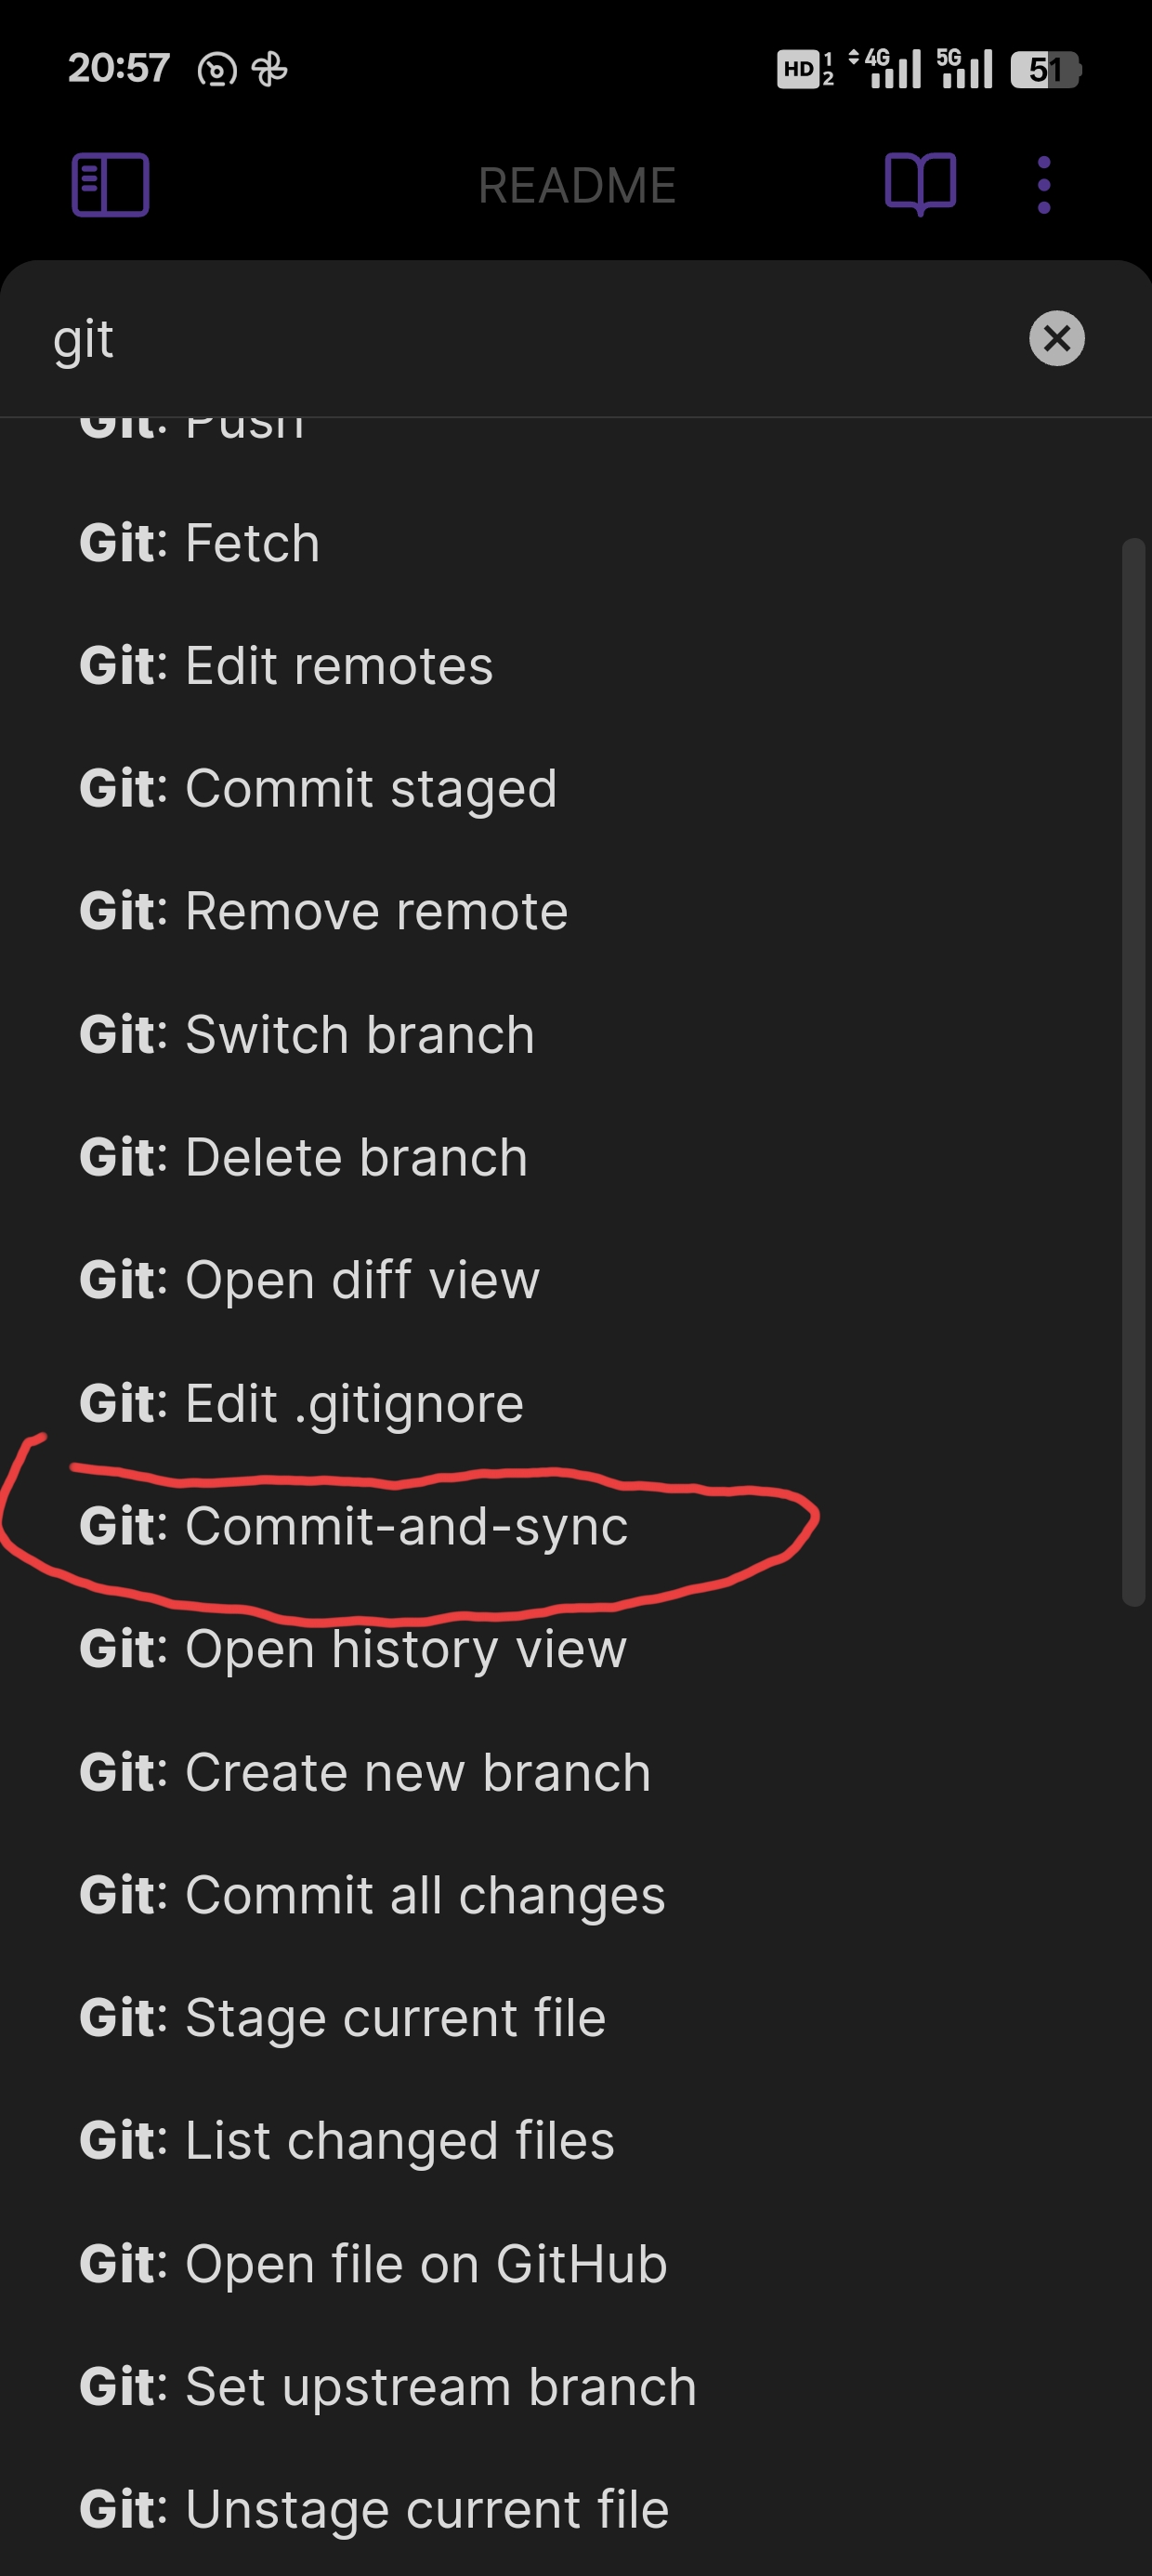 20:57 HD 1 2 4G 5G 51
README
git
Git: Push
Git: Fetch
Git: Edit remotes
Git: Commit staged
Git: Remove remote
Git: Switch branch
Git: Delete branch
Git: Open diff view
Git: Edit .gitignore
Git: Commit-and-sync
Git: Open history view
Git: Create new branch
Git: Commit all changes
Git: Stage current file
Git: List changed files
Git: Open file on GitHub
Git: Set upstream branch
Git: Unstage current file